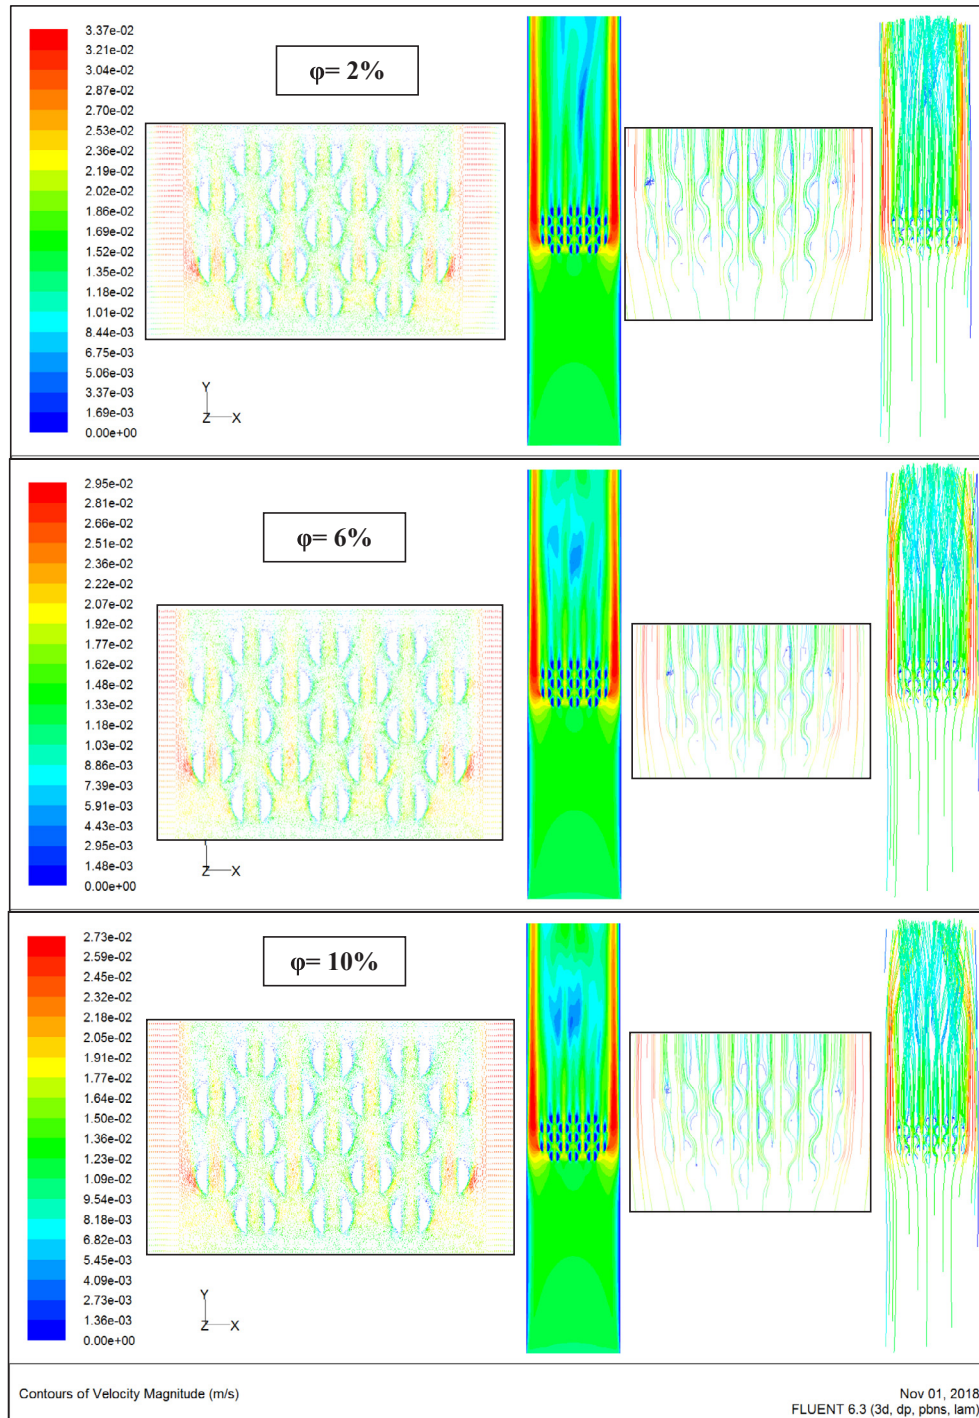 3.37e-02
3.21e-02
3.04e-02
2.87e-02
2.70e-02
2.53e-02
2.36e-02
2.19e-02
2.02e-02
1.86e-02
1.69e-02
1.52e-02
1.35e-02
1.18e-02
1.01e-02
8.44e-03
6.75e-03
5.06e-03
3.37e-03
1.69e-03
0.00e+00
φ= 2%
Y
Z X
2.95e-02
2.81e-02
2.66e-02
2.51e-02
2.36e-02
2.22e-02
2.07e-02
1.92e-02
1.77e-02
1.62e-02
1.48e-02
1.33e-02
1.18e-02
1.03e-02
8.86e-03
7.39e-03
5.91e-03
4.43e-03
2.95e-03
1.48e-03
0.00e+00
φ= 6%
Z X
2.73e-02
2.59e-02
2.45e-02
2.32e-02
2.18e-02
2.05e-02
1.91e-02
1.77e-02
1.64e-02
1.50e-02
1.36e-02
1.23e-02
1.09e-02
9.54e-03
8.18e-03
6.82e-03
5.45e-03
4.09e-03
2.73e-03
1.36e-03
0.00e+00
φ= 10%
Y
Z X
Contours of Velocity Magnitude (m/s)
Nov 01, 2018
FLUENT 6.3 (3d, dp, pbns, lam)